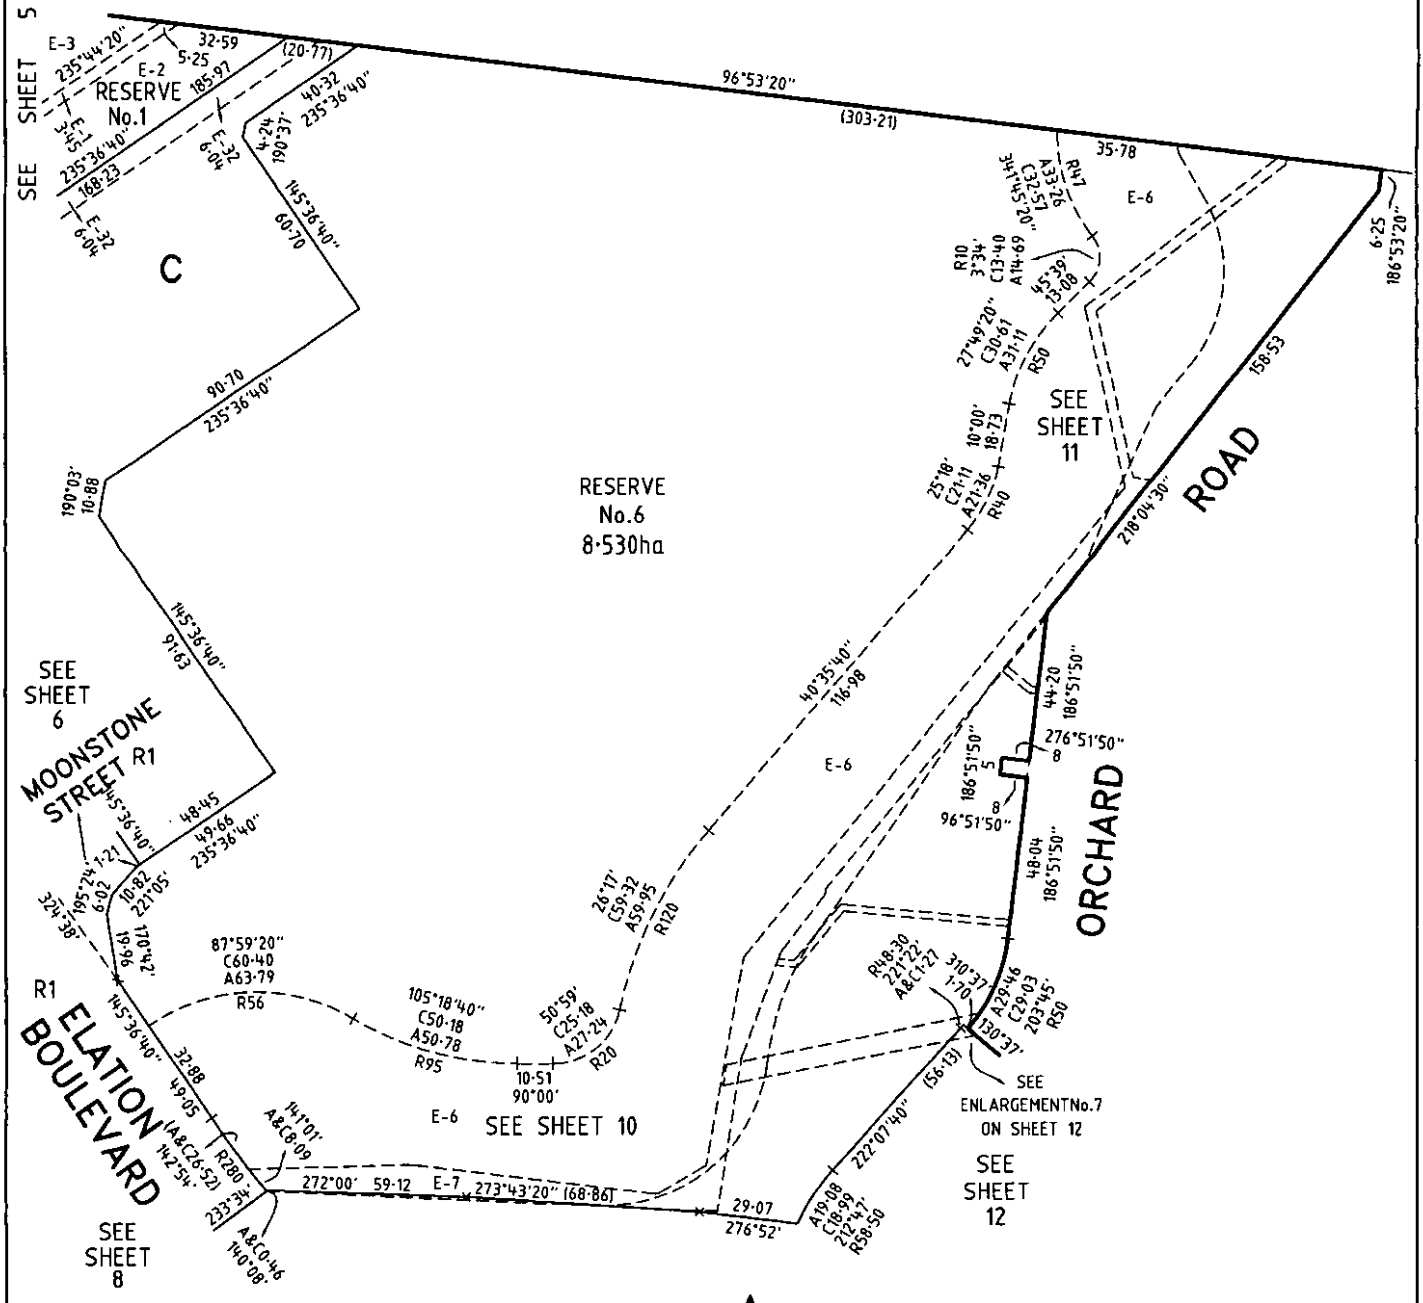 SEE SHEET 5
E-3
235°44'20"
5·25
32·59
E-2
185·97
(20·77)
RESERVE
No.1
E-1
3·45
235°36'40"
168·23
E-32
6·04
E-32
6·04
40·32
235°36'40"
4·24
190°37'
145°36'40"
60·70
C
96°53'20"
(303·21)
35·78
R47
A33·26
C32·57
341°45'20"
E-6
R10
3°34'
C13·40
A14·69
45°39'
13·08
6·25
186°53'20"
27°49'20"
C30·61
A31·11
R50
158·53
90·70
235°36'40"
SEE
SHEET
11
10°00'
18·73
ROAD
25°18'
C21·11
A21·36
R40
218°04'30"
190°03'
10·88
RESERVE
No.6
8·530ha
145°36'40"
91·63
SEE
SHEET
6
MOONSTONE
STREET
R1
40°35'40"
116·98
44·20
186°51'50"
276°51'50"
8
186°51'50"
5
8
96°51'50"
E-6
145°36'40"
48·45
49·66
235°36'40"
1·21
195°24'
6·02
10·82
221°05'
324°38'
170°42'
19·96
ORCHARD
48·04
186°51'50"
26°17'
C59·32
A59·95
R120
87°59'20"
C60·40
A63·79
R56
R48·30
221°22'
A&C1·27
310°37'
1·70
A29·46
C29·03
203°45'
R50
130°37'
R1
ELATION
BOULEVARD
145°36'40"
32·88
49·05
105°18'40"
C50·18
A50·78
R95
50°59'
C25·18
A27·24
R20
10·51
90°00'
(56·13)
222°07'40"
SEE
ENLARGEMENT No.7
ON SHEET 12
141°01'
A&C8·09
E-6
SEE SHEET 10
(A&C26·52)
142°54'
R280
233°34'
272°00'
59·12
E-7
273°43'20"
(68·86)
29·07
276°52'
A19·08
C18·99
212°47'
R58·50
SEE
SHEET
12
SEE
SHEET
8
A&C0·46
140°08'